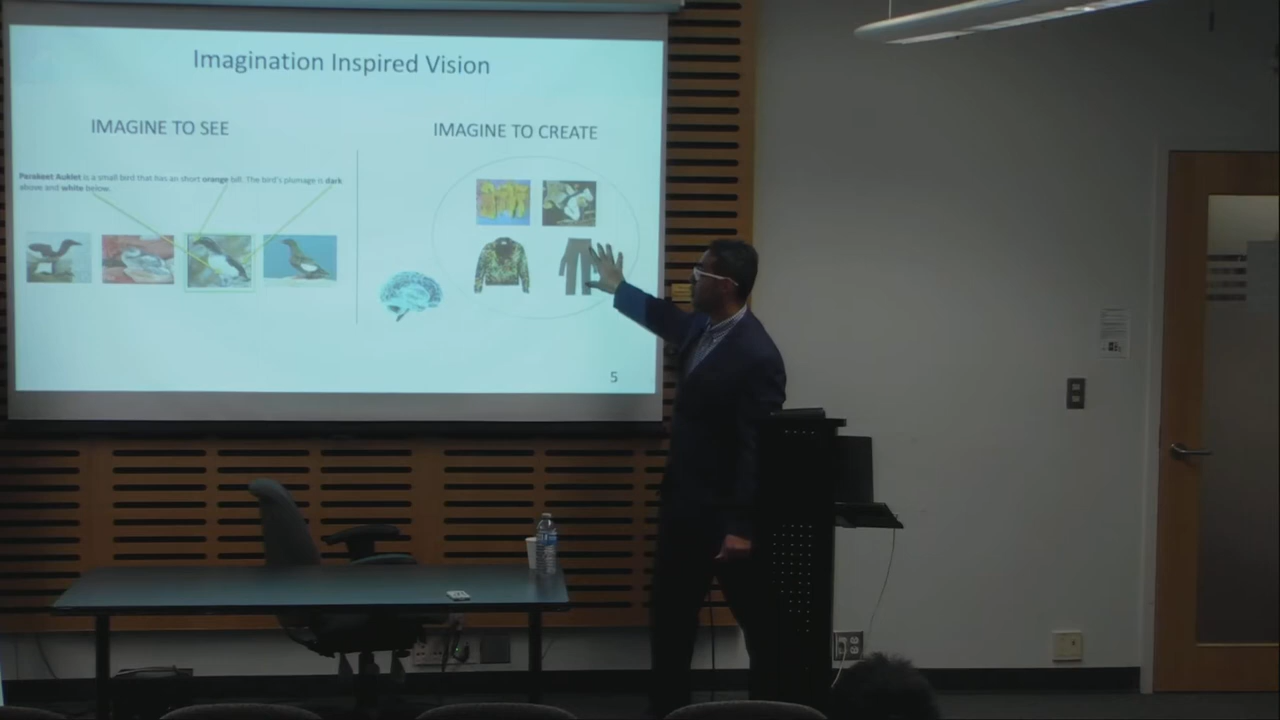 Imagination Inspired Vision
IMAGINE TO SEE
IMAGINE TO CREATE
Parakeet Auklet is a small bird that has an short orange bill. The bird's plumage is dark
above and white below.
5